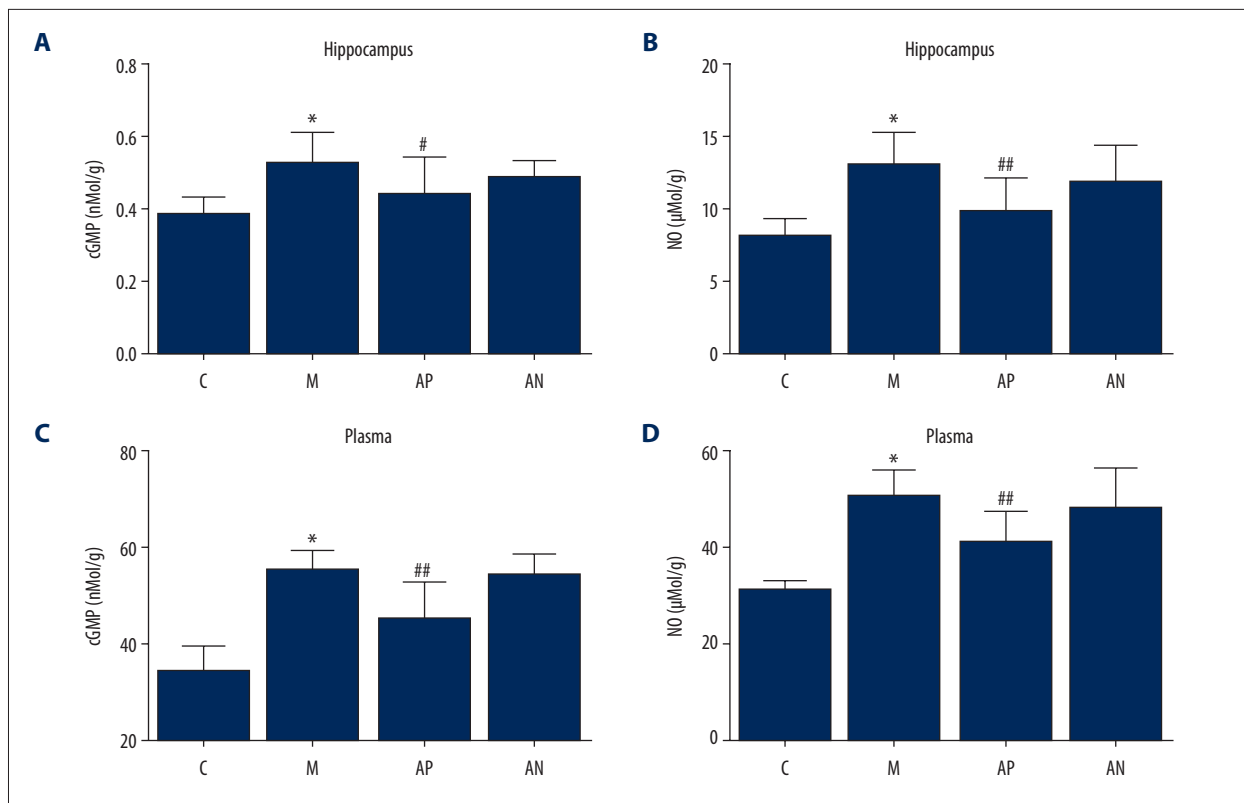 A
Hippocampus
cGMP (nMol/g)
0.8
0.6
0.4
0.2
0.0
*
#
C M AP AN
B
Hippocampus
NO (µMol/g)
20
15
10
5
0
*
##
C M AP AN
C
Plasma
cGMP (nMol/g)
80
60
40
20
*
##
C M AP AN
D
Plasma
NO (µMol/g)
60
40
20
0
*
##
C M AP AN